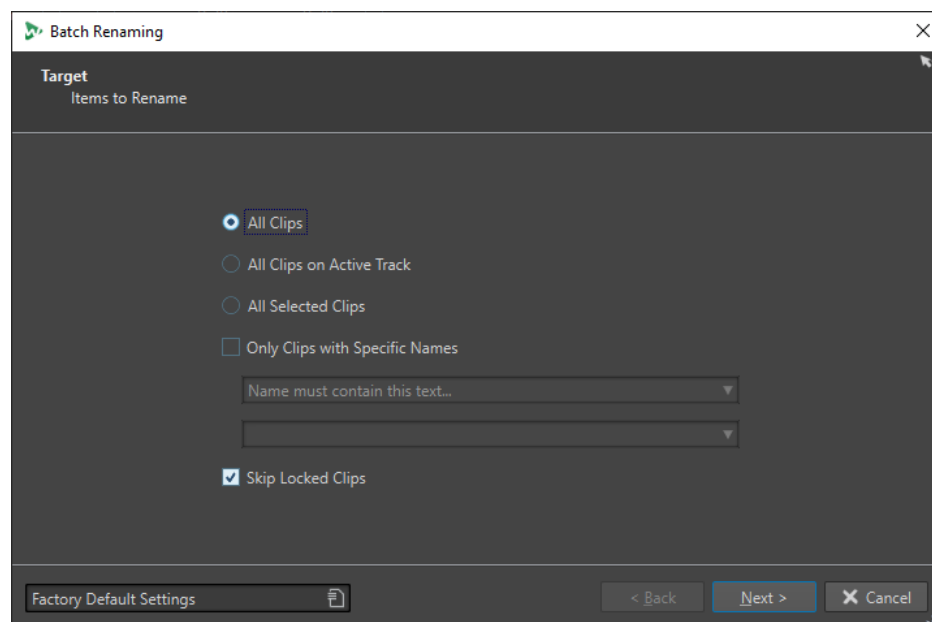 Batch Renaming
Target
Items to Rename
All Clips
All Clips on Active Track
All Selected Clips
Only Clips with Specific Names
Name must contain this text...
Skip Locked Clips
Factory Default Settings
< Back
Next >
Cancel